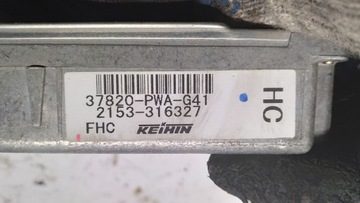 37820-PWA-G41
2153-316327
FHC KEIHIN
HC